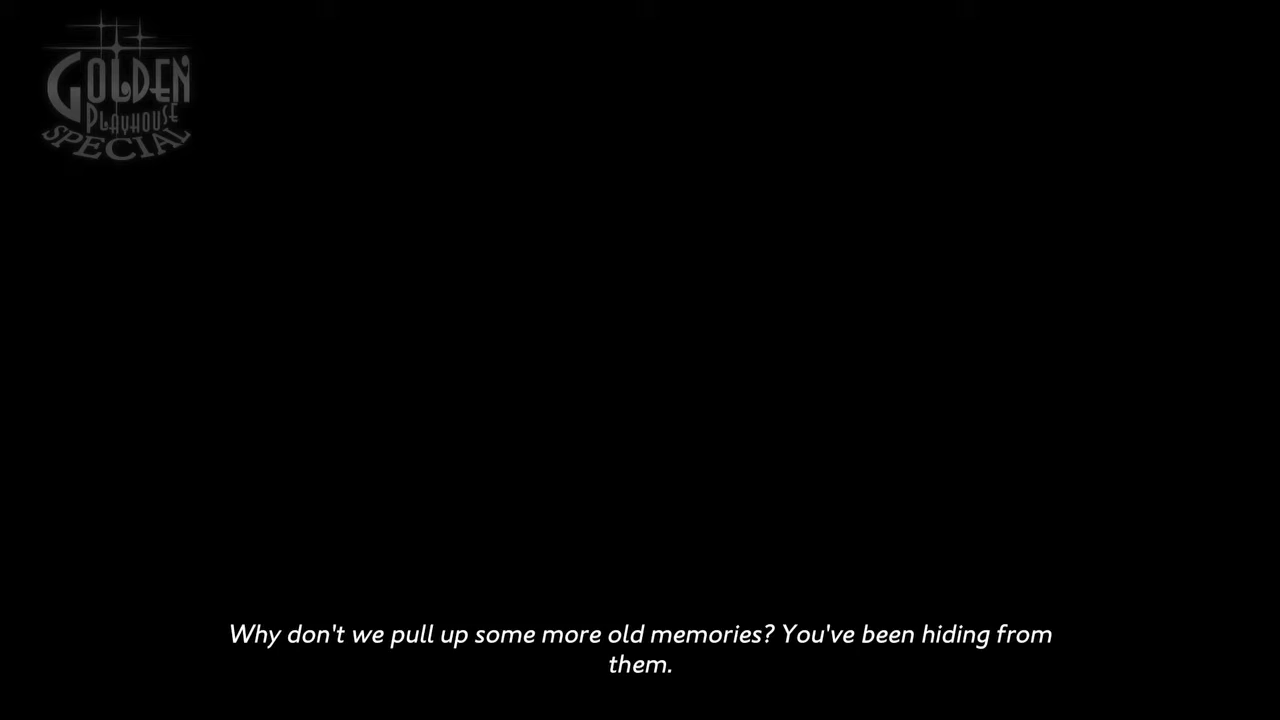 GOLDEN
PLAYHOUSE
SPECIAL
Why don't we pull up some more old memories? You've been hiding from
them.